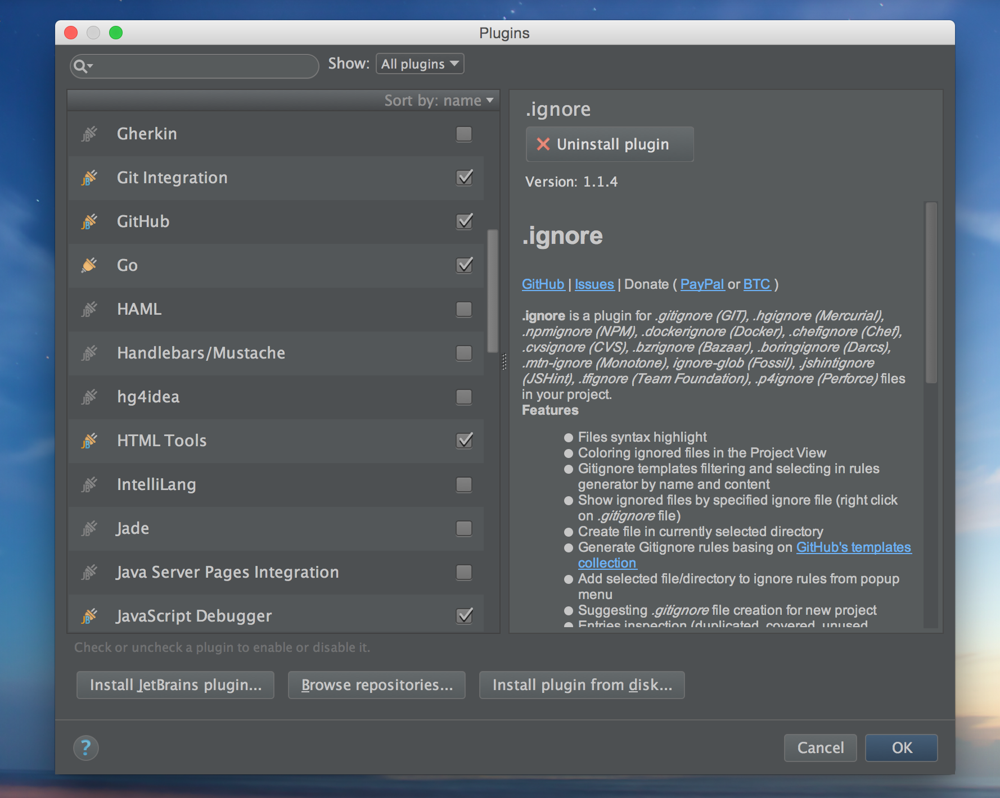 Plugins
Show: All plugins
Sort by: name
Gherkin
Git Integration
GitHub
Go
HAML
Handlebars/Mustache
hg4idea
HTML Tools
IntelliLang
Jade
Java Server Pages Integration
JavaScript Debugger
.ignore
Uninstall plugin
Version: 1.1.4
.ignore
GitHub | Issues | Donate ( PayPal or BTC )
.ignore is a plugin for .gitignore (GIT), .hgignore (Mercurial),
.npmignore (NPM), .dockerignore (Docker), .chefignore (Chef),
.cvsignore (CVS), .bzrignore (Bazaar), .boringignore (Darcs),
.mtn-ignore (Monotone), ignore-glob (Fossil), .jshintignore
(JSHint), .tfignore (Team Foundation), .p4ignore (Perforce) files
in your project.
Features
● Files syntax highlight
● Coloring ignored files in the Project View
● Gitignore templates filtering and selecting in rules
generator by name and content
● Show ignored files by specified ignore file (right click
on .gitignore file)
● Create file in currently selected directory
● Generate Gitignore rules basing on GitHub's templates
collection
● Add selected file/directory to ignore rules from popup
menu
● Suggesting .gitignore file creation for new project
● Entries inspection (duplicated, covered, unused
Check or uncheck a plugin to enable or disable it.
Install JetBrains plugin... Browse repositories... Install plugin from disk...
? Cancel OK